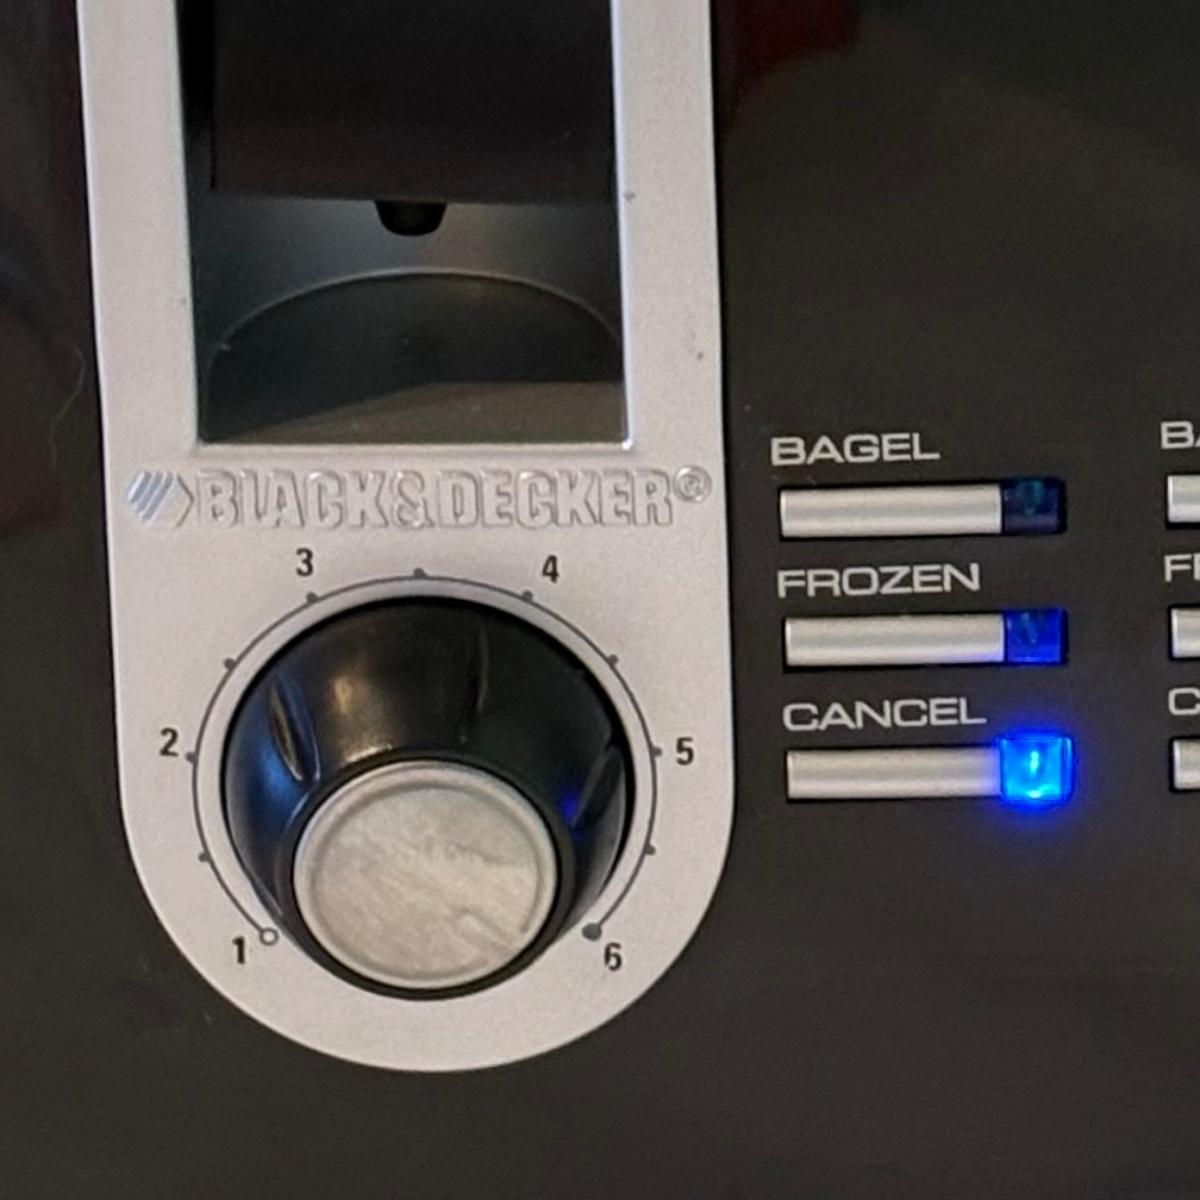 BLACK&DECKER®
3 4
2 5
1 6
BAGEL
FROZEN
CANCEL